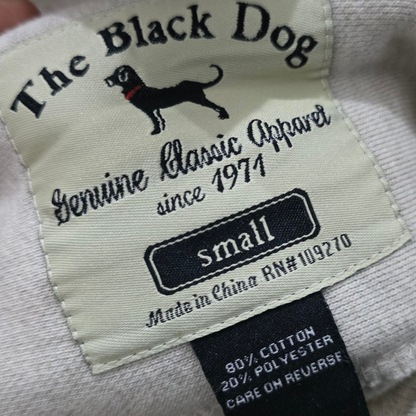 The Black Dog
Genuine Classic Apparel
since 1971
small
Made in China RN#109270
80% COTTON
20% POLYESTER
CARE ON REVERSE